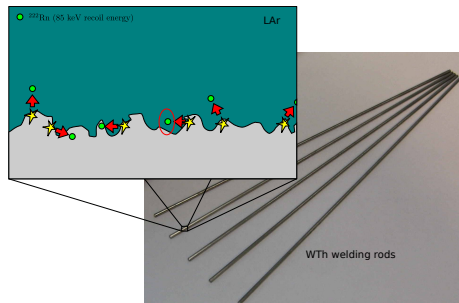 ²²²Rn (85 keV recoil energy)
LAr
WTh welding rods